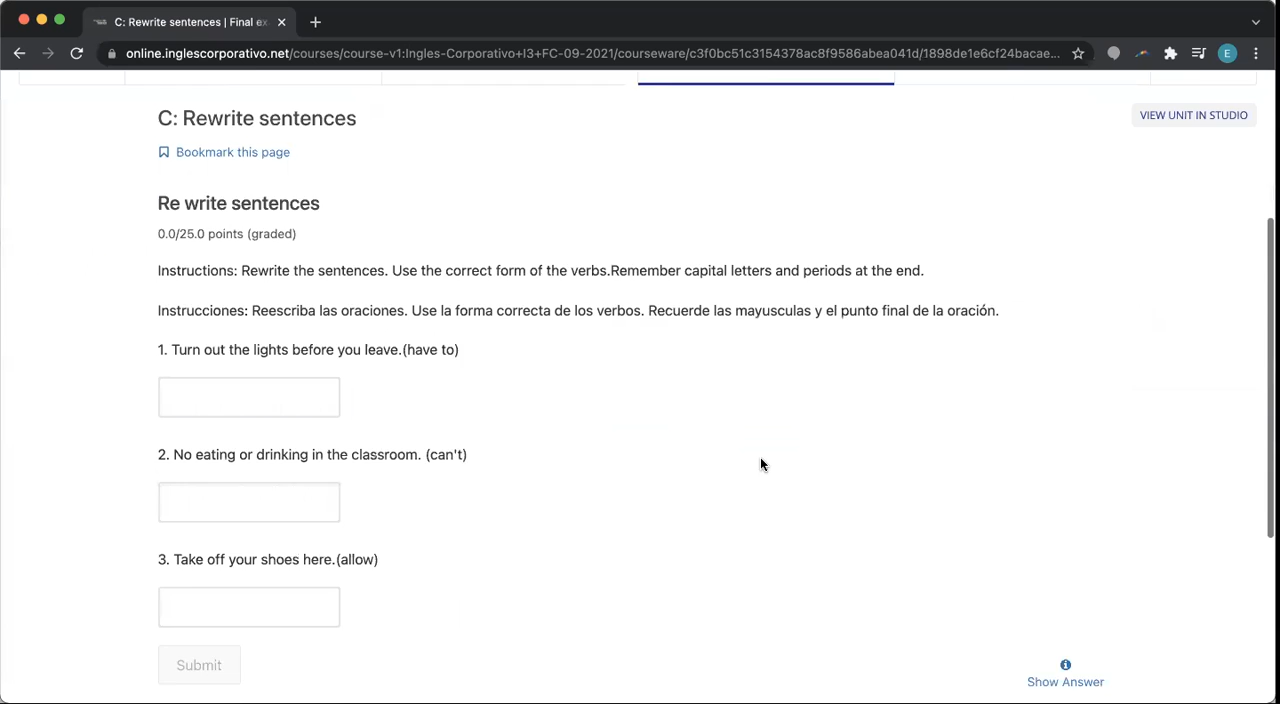 C: Rewrite sentences | Final ex
online.inglescorporativo.net/courses/course-v1:Ingles-Corporativo+I3+FC-09-2021/courseware/c3f0bc51c3154378ac8f9586abea041d/1898de1e6cf24bacae...
E
C: Rewrite sentences
VIEW UNIT IN STUDIO
Bookmark this page
Re write sentences
0.0/25.0 points (graded)
Instructions: Rewrite the sentences. Use the correct form of the verbs.Remember capital letters and periods at the end.
Instrucciones: Reescriba las oraciones. Use la forma correcta de los verbos. Recuerde las mayusculas y el punto final de la oración.
1. Turn out the lights before you leave.(have to)
2. No eating or drinking in the classroom. (can't)
3. Take off your shoes here.(allow)
Submit
Show Answer